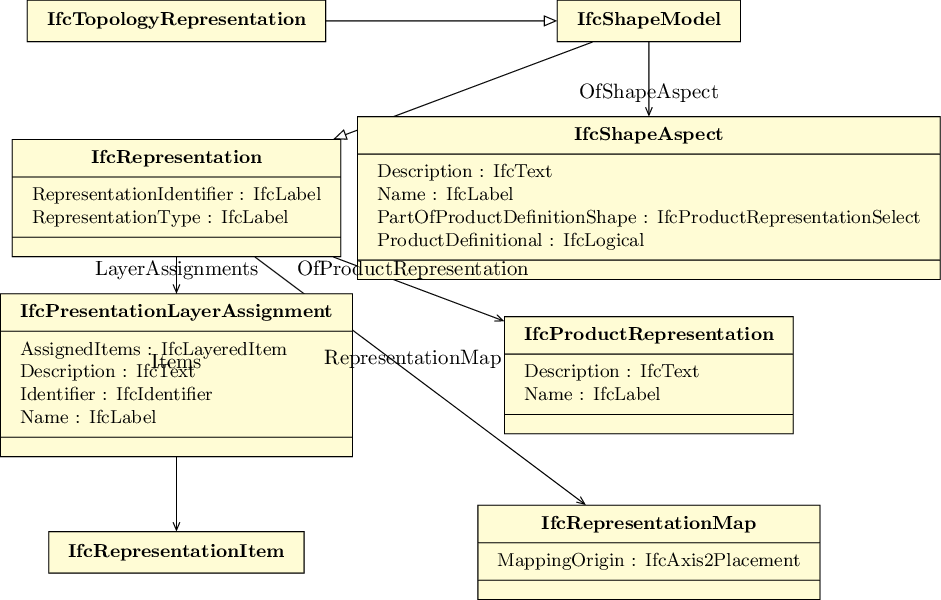 IfcTopologyRepresentation
IfcShapeModel
OfShapeAspect
IfcShapeAspect
Description : IfcText
Name : IfcLabel
PartOfProductDefinitionShape : IfcProductRepresentationSelect
ProductDefinitional : IfcLogical
IfcRepresentation
RepresentationIdentifier : IfcLabel
RepresentationType : IfcLabel
LayerAssignments
OfProductRepresentation
IfcPresentationLayerAssignment
AssignedItems : IfcLayeredItem
Description : IfcText
Identifier : IfcIdentifier
Name : IfcLabel
Items
RepresentationMap
IfcProductRepresentation
Description : IfcText
Name : IfcLabel
IfcRepresentationItem
IfcRepresentationMap
MappingOrigin : IfcAxis2Placement